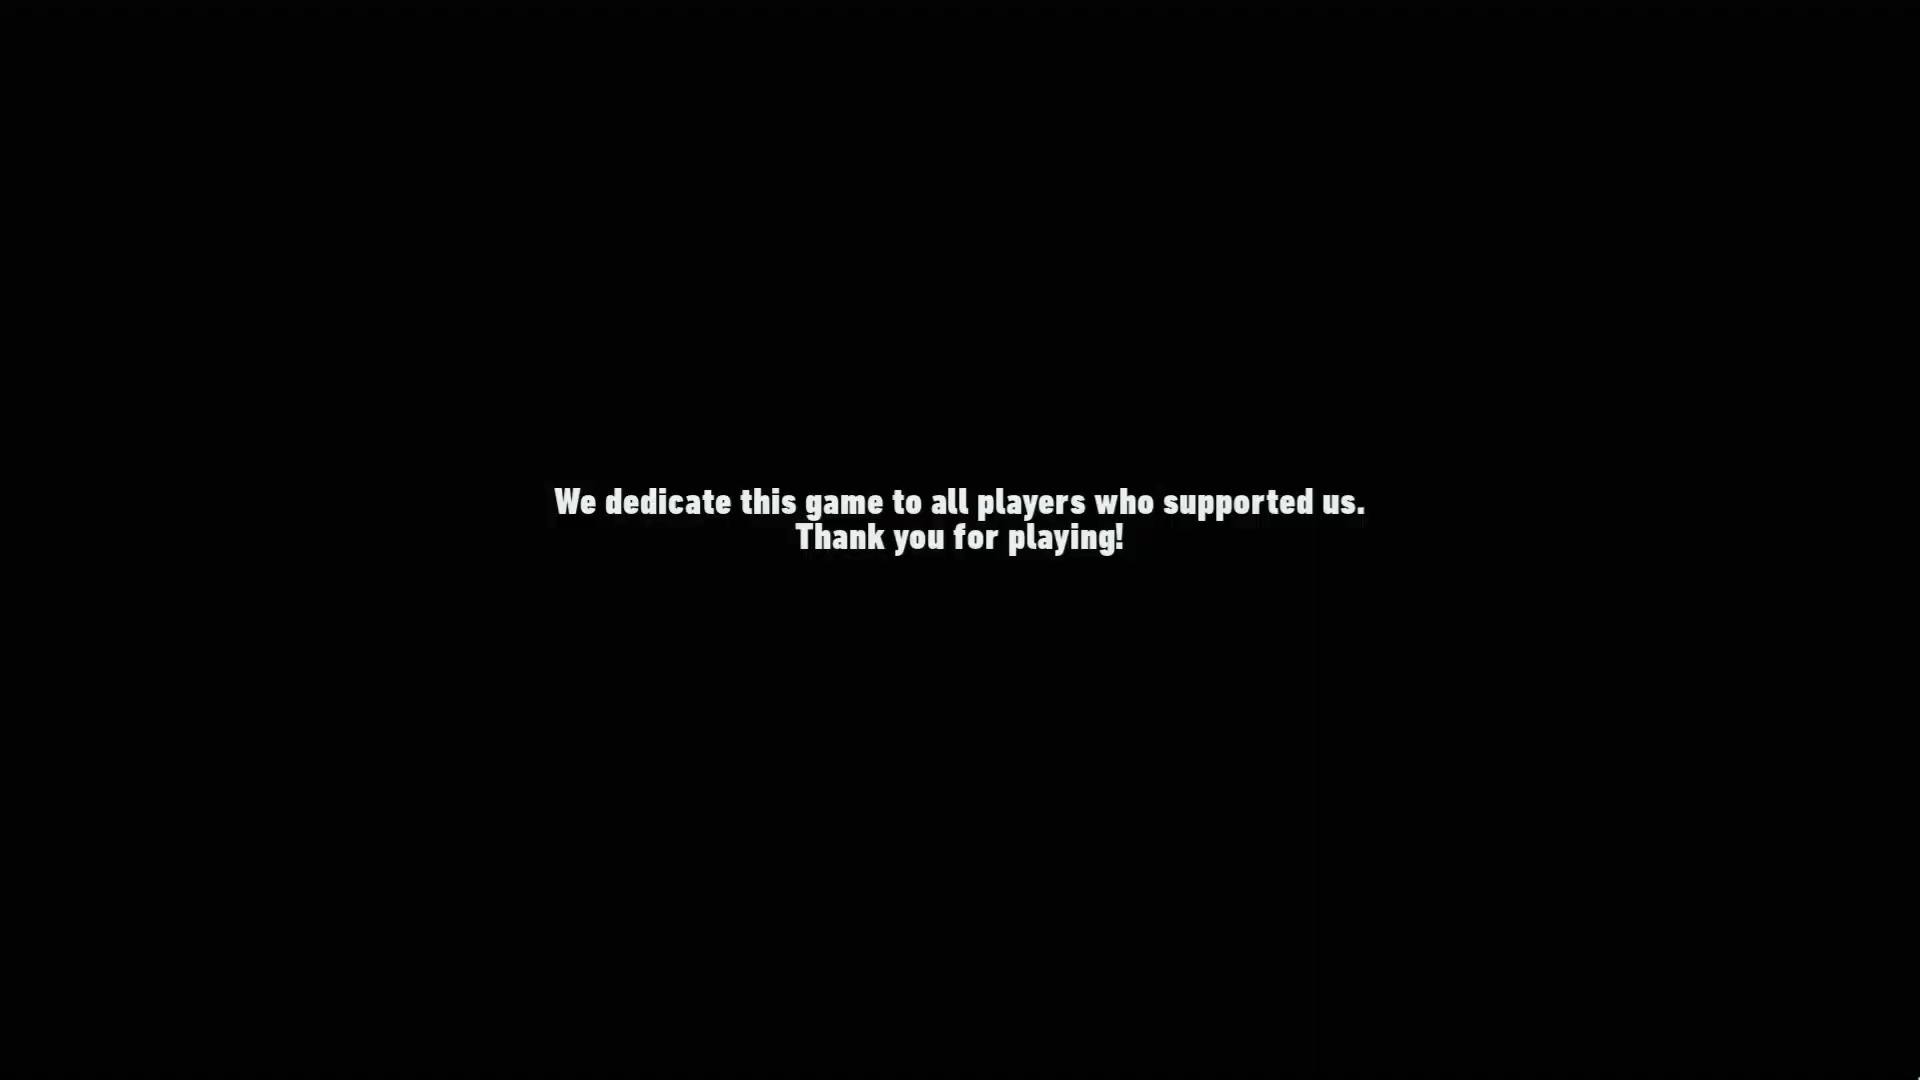 We dedicate this game to all players who supported us.
Thank you for playing!